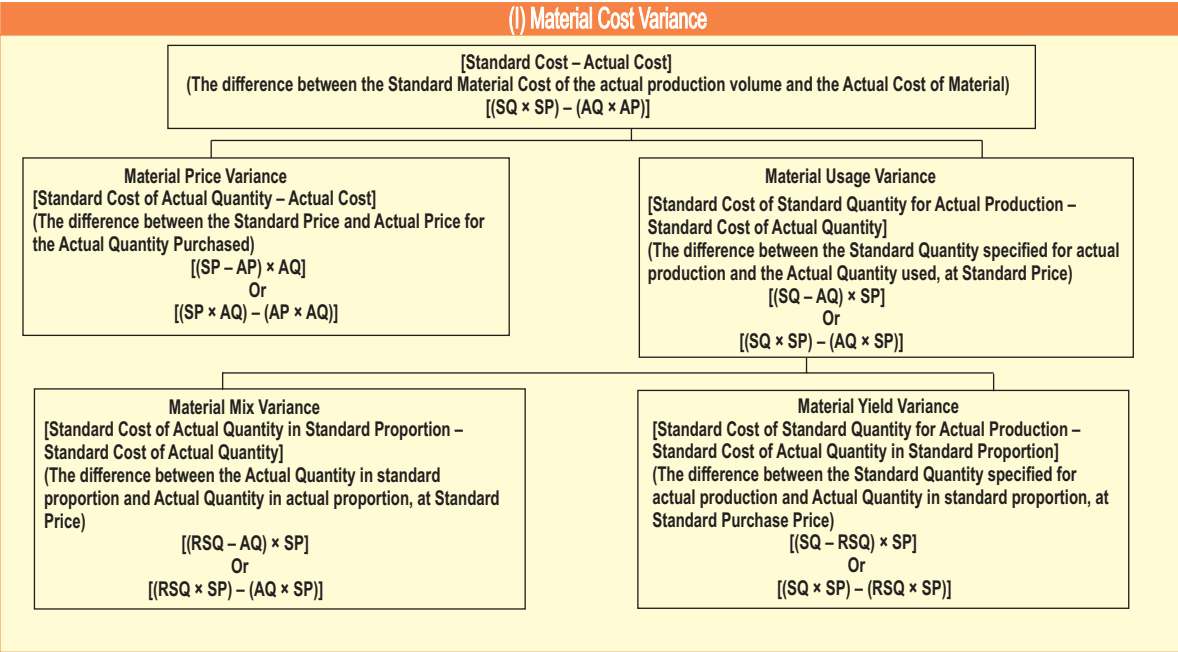 (I) Material Cost Variance
[Standard Cost – Actual Cost]
(The difference between the Standard Material Cost of the actual production volume and the Actual Cost of Material)
[(SQ × SP) – (AQ × AP)]
Material Price Variance
[Standard Cost of Actual Quantity – Actual Cost]
(The difference between the Standard Price and Actual Price for
the Actual Quantity Purchased)
[(SP – AP) × AQ]
Or
[(SP × AQ) – (AP × AQ)]
Material Usage Variance
[Standard Cost of Standard Quantity for Actual Production –
Standard Cost of Actual Quantity]
(The difference between the Standard Quantity specified for actual
production and the Actual Quantity used, at Standard Price)
[(SQ – AQ) × SP]
Or
[(SQ × SP) – (AQ × SP)]
Material Mix Variance
[Standard Cost of Actual Quantity in Standard Proportion –
Standard Cost of Actual Quantity]
(The difference between the Actual Quantity in standard
proportion and Actual Quantity in actual proportion, at Standard
Price)
[(RSQ – AQ) × SP]
Or
[(RSQ × SP) – (AQ × SP)]
Material Yield Variance
[Standard Cost of Standard Quantity for Actual Production –
Standard Cost of Actual Quantity in Standard Proportion]
(The difference between the Standard Quantity specified for
actual production and Actual Quantity in standard proportion, at
Standard Purchase Price)
[(SQ – RSQ) × SP]
Or
[(SQ × SP) – (RSQ × SP)]